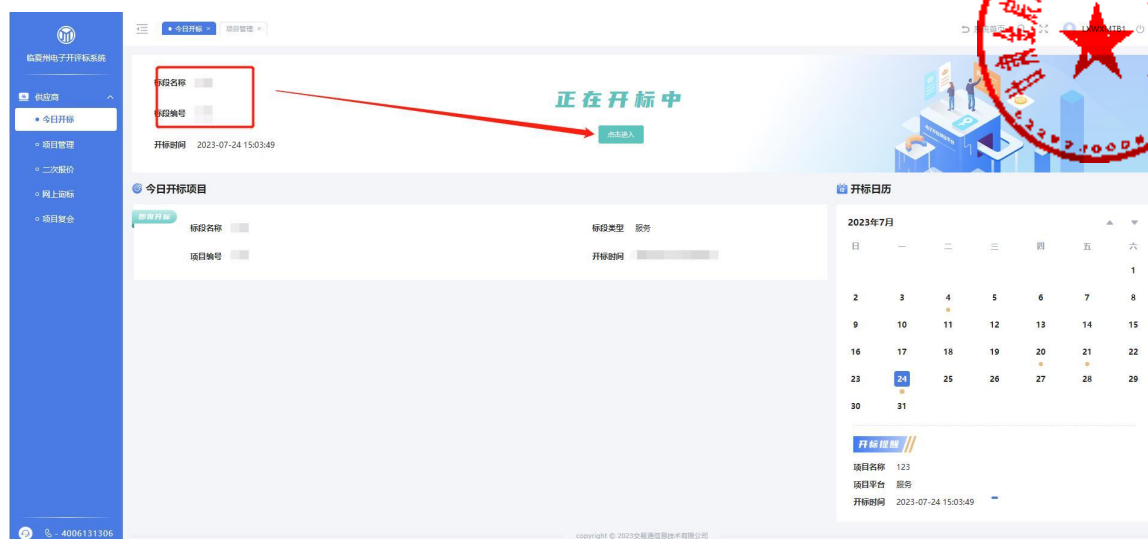 临夏州电子开评标系统
供应商
今日开标
项目管理
二次报价
网上询标
项目复会
- 4006131306
今日开标 ×
项目管理 ×
标段名称
标段编号
开标时间 2023-07-24 15:03:49
正在开标中
点击进入
今日开标项目
即将开标
标段名称
标段类型 服务
项目编号
开标时间
开标日历
2023年7月
日 一 二 三 四 五 六
1
2 3 4 5 6 7 8
9 10 11 12 13 14 15
16 17 18 19 20 21 22
23 24 25 26 27 28 29
30 31
开标提醒
项目名称 123
项目平台 服务
开标时间 2023-07-24 15:03:49